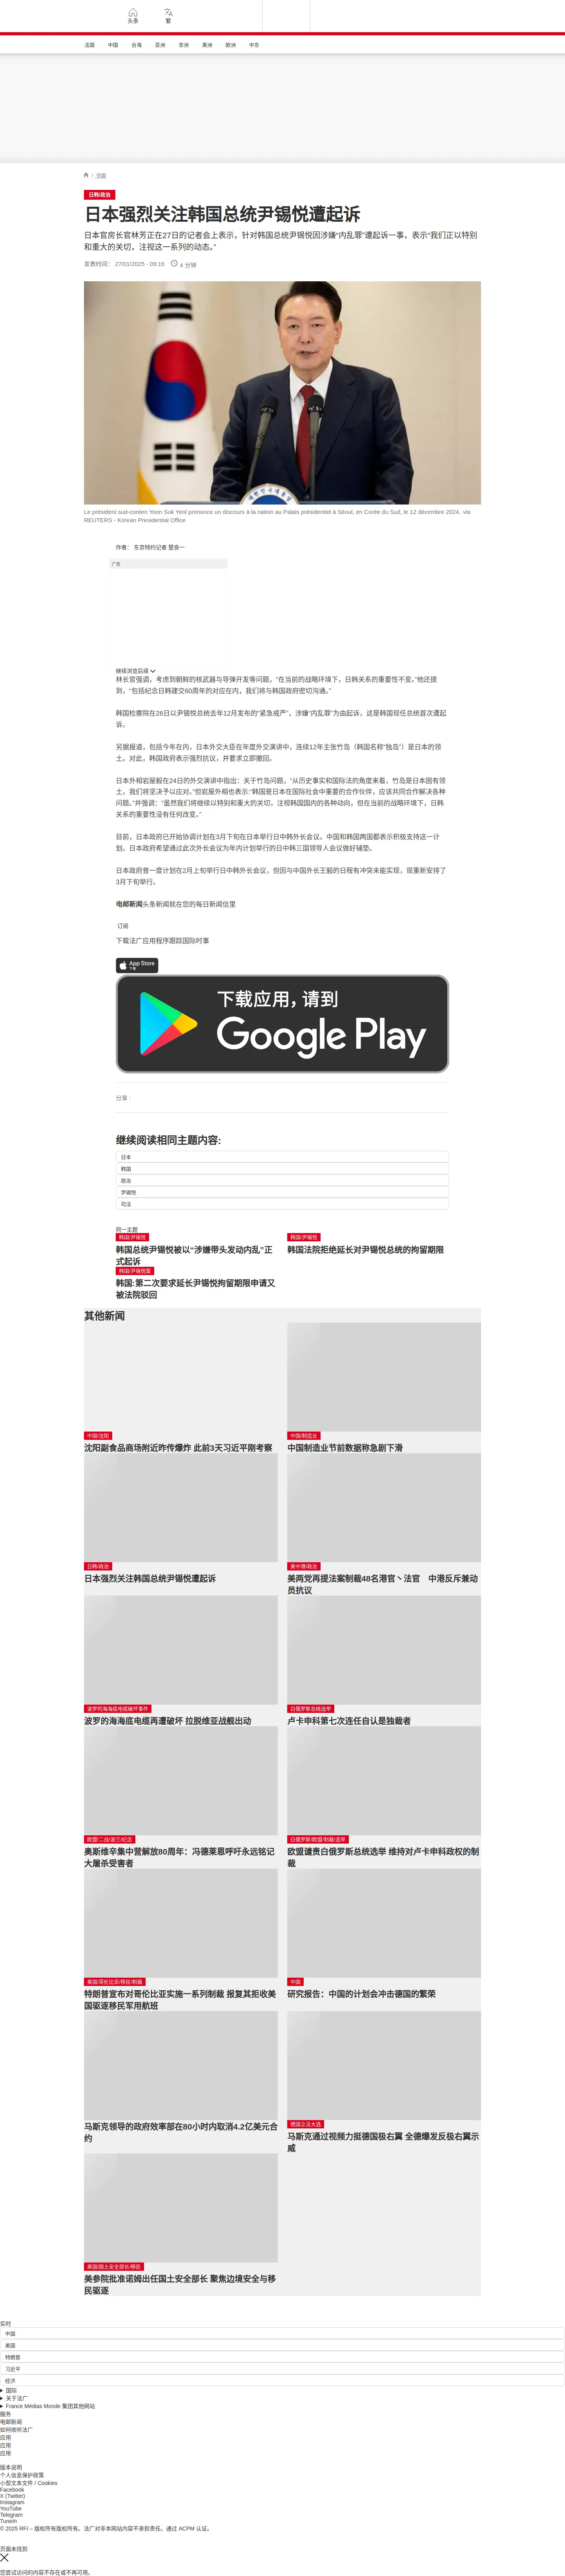 头条
繁
法国
中国
台海
亚洲
非洲
美洲
欧洲
中东
/ 中国
日韩/政治
日本强烈关注韩国总统尹锡悦遭起诉
日本官房长官林芳正在27日的记者会上表示，针对韩国总统尹锡悦因涉嫌“内乱罪”遭起诉一事，表示“我们正以特别
和重大的关切，注视这一系列的动态。”
发表时间： 27/01/2025 - 09:16
4 分钟
Le président sud-coréen Yoon Suk Yeol prononce un discours à la nation au Palais présidentiel à Séoul, en Corée du Sud, le 12 décembre 2024. via
REUTERS - Korean Presidential Office
作者： 东京特约记者 楚良一
广告
继续浏览后续
林长官强调，考虑到朝鲜的核武器与导弹开发等问题，“在当前的战略环境下，日韩关系的重要性不变。”他还提
到，“包括纪念日韩建交60周年的对应在内，我们将与韩国政府密切沟通。”
韩国检察院在26日以尹锡悦总统去年12月发布的“紧急戒严”，涉嫌“内乱罪”为由起诉，这是韩国现任总统首次遭起
诉。
另据报道，包括今年在内，日本外交大臣在年度外交演讲中，连续12年主张竹岛（韩国名称“独岛”）是日本的领
土。对此，韩国政府表示强烈抗议，并要求立即撤回。
日本外相岩屋毅在24日的外交演讲中指出：关于竹岛问题，“从历史事实和国际法的角度来看，竹岛是日本固有领
土，我们将坚决予以应对。”但岩屋外相也表示:“韩国是日本在国际社会中重要的合作伙伴，应该共同合作解决各种
问题。”并强调：“虽然我们将继续以特别和重大的关切，注视韩国国内的各种动向，但在当前的战略环境下，日韩
关系的重要性没有任何改变。”
目前，日本政府已开始协调计划在3月下旬在日本举行日中韩外长会议。中国和韩国两国都表示积极支持这一计
划。日本政府希望通过此次外长会议为年内计划举行的日中韩三国领导人会议做好铺垫。
日本政府曾一度计划在2月上旬举行日中韩外长会议，但因与中国外长王毅的日程有冲突未能实现，现重新安排了
3月下旬举行。
电邮新闻头条新闻就在您的每日新闻信里
订阅
下载法广应用程序跟踪国际时事
App Store
下载
下载应用，请到
Google Play
分享 :
继续阅读相同主题内容:
日本
韩国
政治
尹锡悦
司法
同一主题
韩国/尹锡悦
韩国总统尹锡悦被以“涉嫌带头发动内乱”正
式起诉
韩国/尹锡悦
韩国法院拒绝延长对尹锡悦总统的拘留期限
韩国/尹锡悦案
韩国:第二次要求延长尹锡悦拘留期限申请又
被法院驳回
其他新闻
中国/沈阳
沈阳副食品商场附近昨传爆炸 此前3天习近平刚考察
中国/制造业
中国制造业节前数据称急剧下滑
日韩/政治
日本强烈关注韩国总统尹锡悦遭起诉
美中港/政治
美两党再提法案制裁48名港官丶法官　中港反斥兼动
员抗议
波罗的海海底电缆破坏事件
波罗的海海底电缆再遭破坏 拉脱维亚战舰出动
白俄罗斯总统选举
卢卡申科第七次连任自认是独裁者
欧盟/二战/波兰/纪念
奥斯维辛集中营解放80周年：冯德莱恩呼吁永远铭记
大屠杀受害者
白俄罗斯/欧盟/制裁/选举
欧盟谴责白俄罗斯总统选举 维持对卢卡申科政权的制
裁
美国/哥伦比亚/移民/制裁
特朗普宣布对哥伦比亚实施一系列制裁 报复其拒收美
国驱逐移民军用航班
中国
研究报告：中国的计划会冲击德国的繁荣
马斯克领导的政府效率部在80小时内取消4.2亿美元合
约
德国立法大选
马斯克通过视频力挺德国极右翼 全德爆发反极右翼示
威
美国/国土安全部长/移民
美参院批准诺姆出任国土安全部长 聚焦边境安全与移
民驱逐
实时
中国
美国
特朗普
习近平
经济
国际
关于法广
France Médias Monde 集团其他网站
服务
电邮新闻
如何收听法广
应用
应用
应用
版本说明
个人信息保护政策
小型文本文件 / Cookies
Facebook
X (Twitter)
Instagram
YouTube
Telegram
TuneIn
© 2025 RFI – 版权所有版权所有。法广对非本网站内容不承担责任。通过 ACPM 认证。
页面未找到
您尝试访问的内容不存在或不再可用。